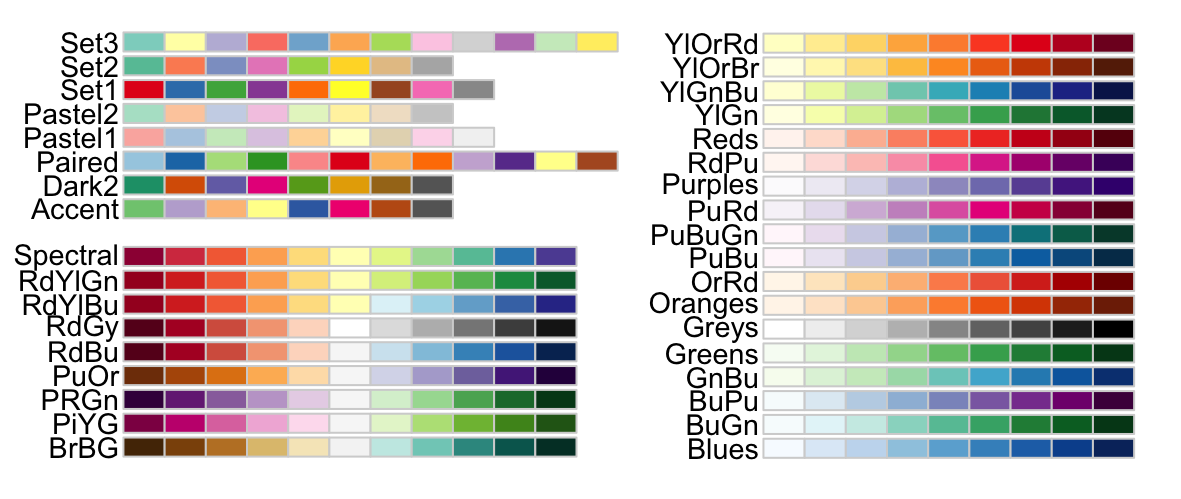 Set3
Set2
Set1
Pastel2
Pastel1
Paired
Dark2
Accent
Spectral
RdYlGn
RdYlBu
RdGy
RdBu
PuOr
PRGn
PiYG
BrBG
YlOrRd
YlOrBr
YlGnBu
YlGn
Reds
RdPu
Purples
PuRd
PuBuGn
PuBu
OrRd
Oranges
Greys
Greens
GnBu
BuPu
BuGn
Blues